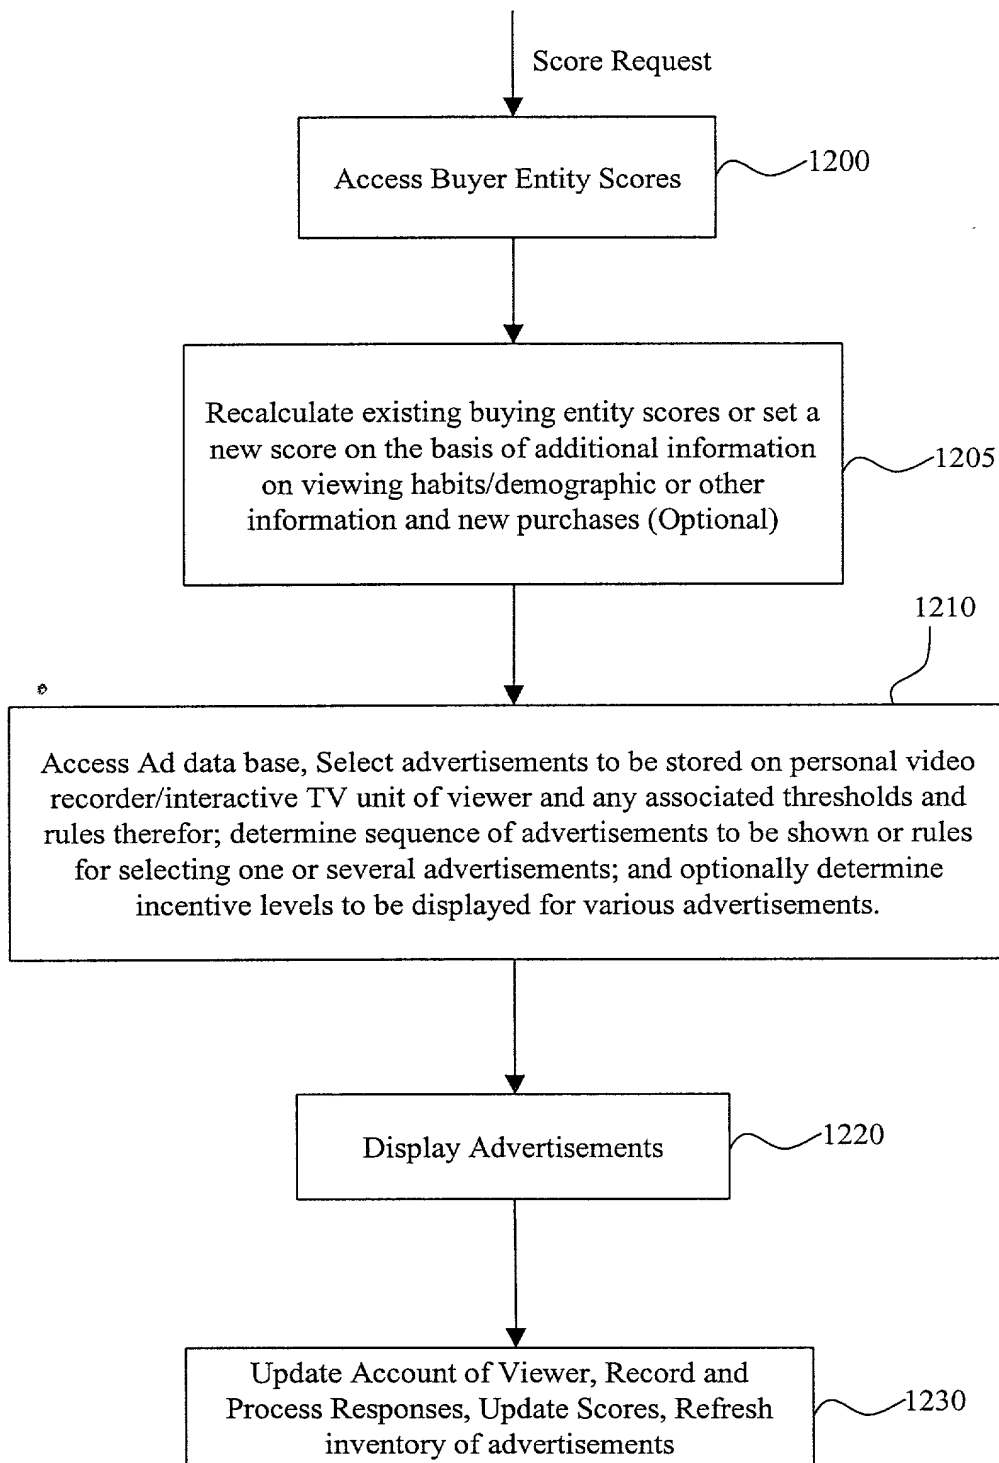 Score Request
Access Buyer Entity Scores
1200
Recalculate existing buying entity scores or set a
new score on the basis of additional information
on viewing habits/demographic or other
information and new purchases (Optional)
1205
1210
Access Ad data base, Select advertisements to be stored on personal video
recorder/interactive TV unit of viewer and any associated thresholds and
rules therefor; determine sequence of advertisements to be shown or rules
for selecting one or several advertisements; and optionally determine
incentive levels to be displayed for various advertisements.
Display Advertisements
1220
Update Account of Viewer, Record and
Process Responses, Update Scores, Refresh
inventory of advertisements
1230